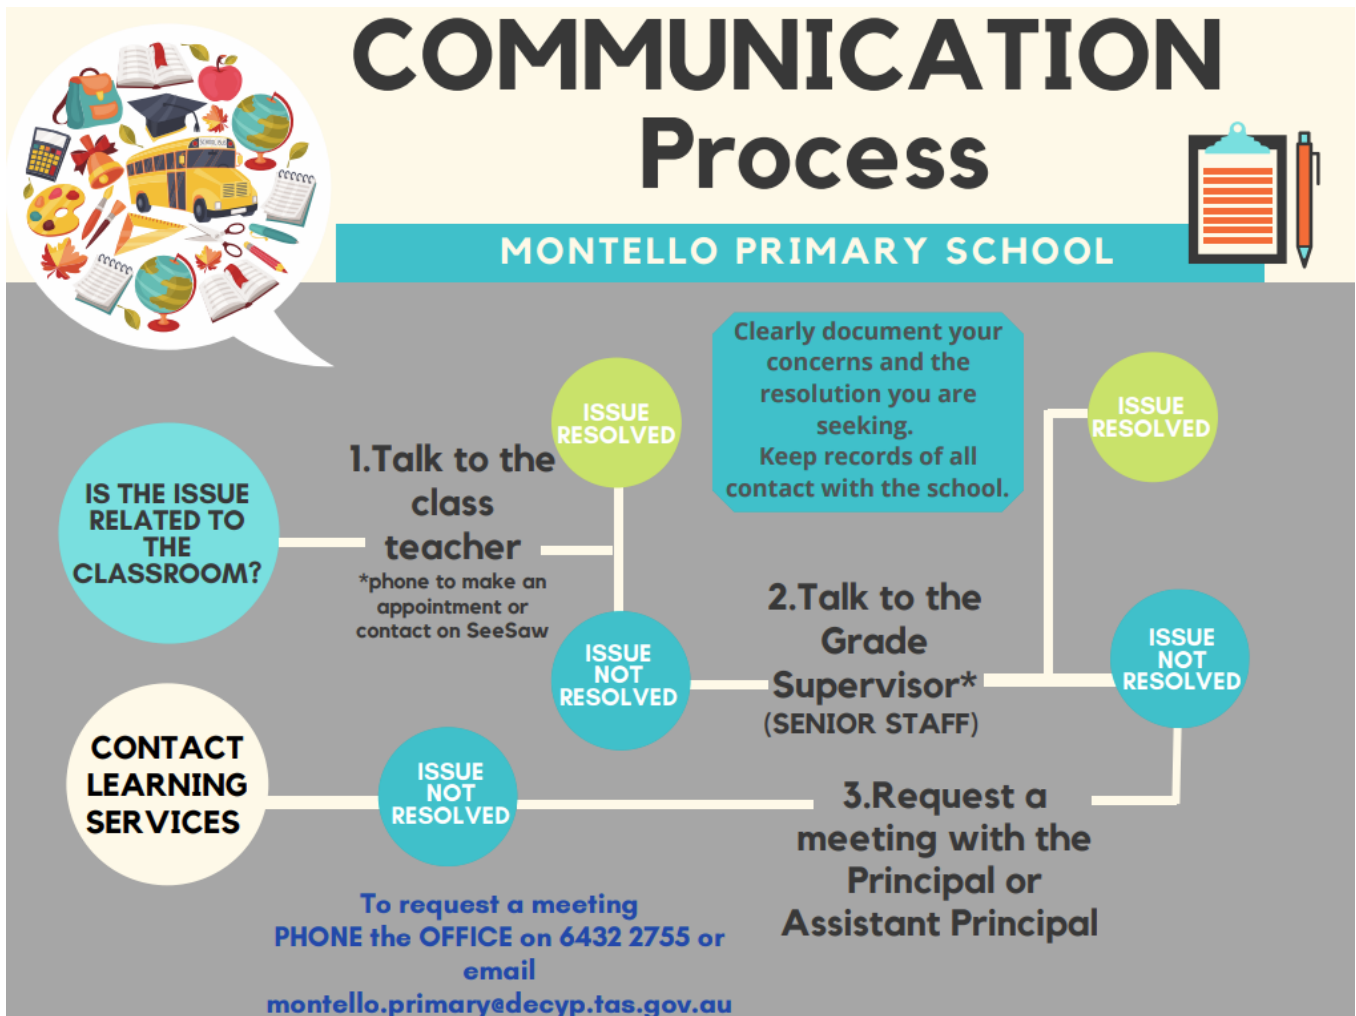 COMMUNICATION
Process
MONTELLO PRIMARY SCHOOL
SCHOOL BUS
IS THE ISSUE
RELATED TO
THE
CLASSROOM?
1.Talk to the
class
teacher
*phone to make an
appointment or
contact on SeeSaw
ISSUE
RESOLVED
ISSUE
NOT
RESOLVED
Clearly document your
concerns and the
resolution you are
seeking.
Keep records of all
contact with the school.
2.Talk to the
Grade
Supervisor*
(SENIOR STAFF)
ISSUE
RESOLVED
ISSUE
NOT
RESOLVED
3.Request a
meeting with the
Principal or
Assistant Principal
ISSUE
NOT
RESOLVED
CONTACT
LEARNING
SERVICES
To request a meeting
PHONE the OFFICE on 6432 2755 or
email
montello.primary@decyp.tas.gov.au